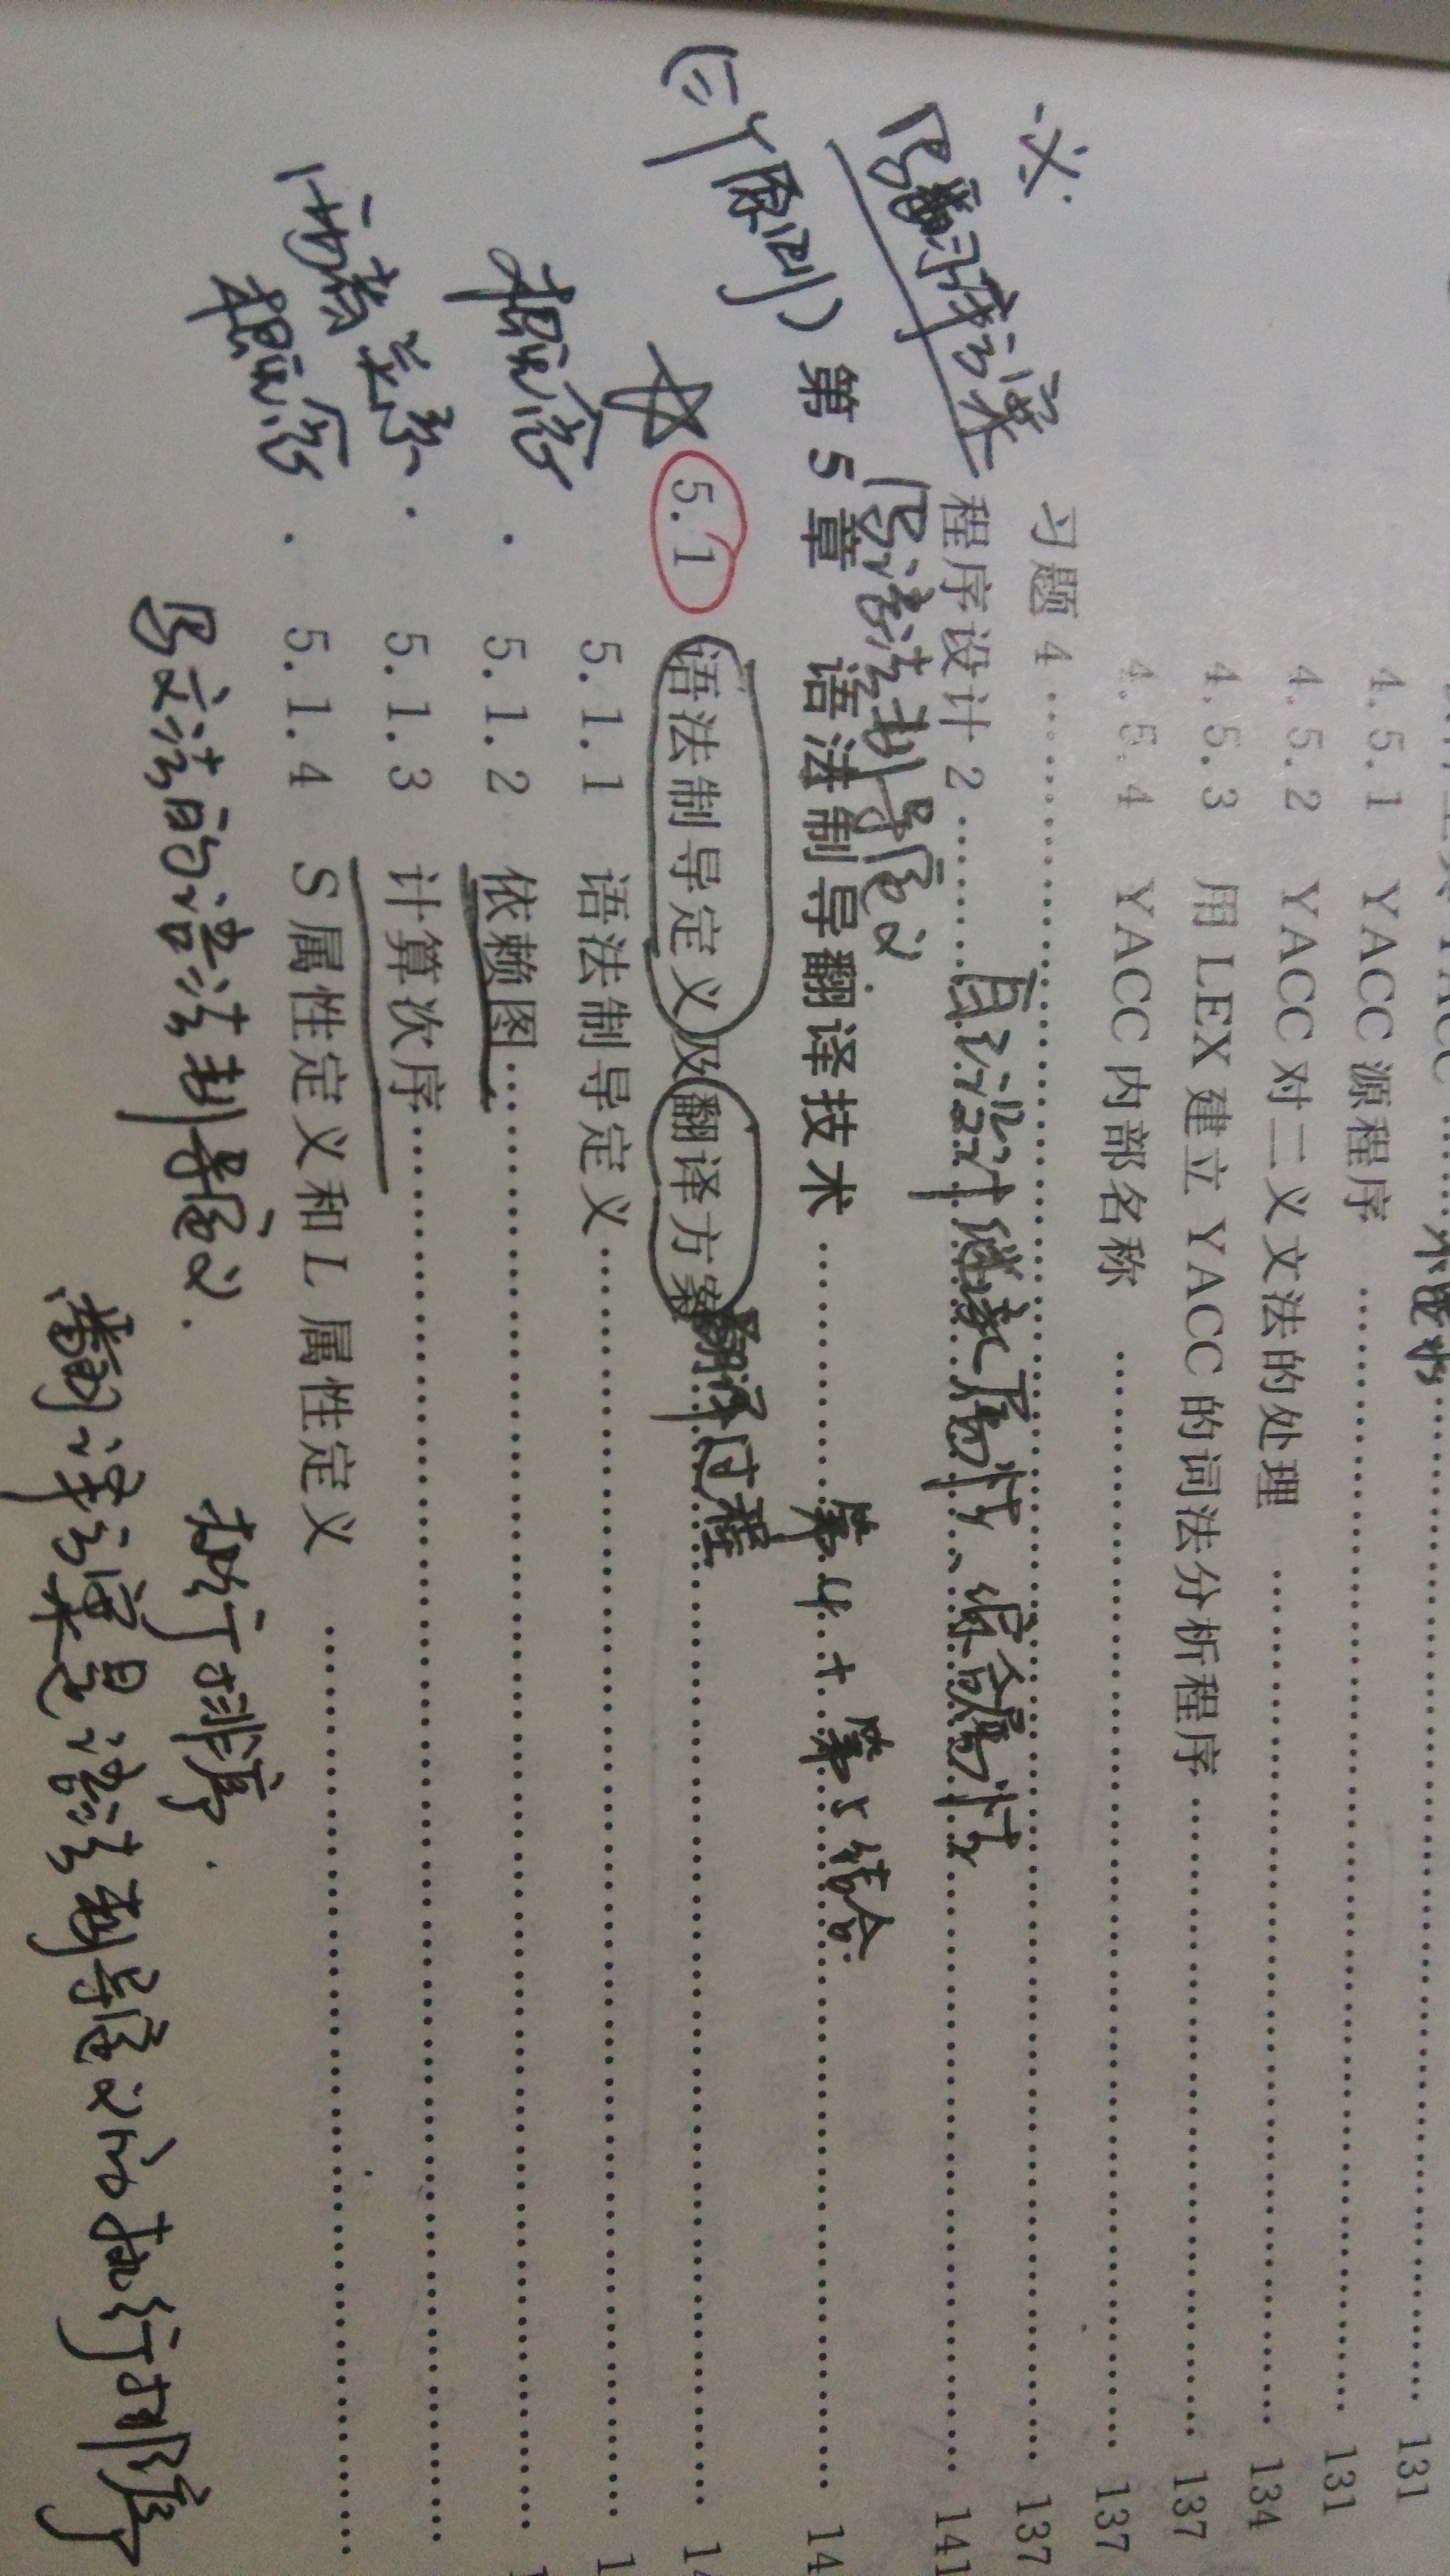 软件工具 YACC …… 不要求 …… 131
4.5.1 YACC 源程序 …… 131
4.5.2 YACC 对二义文法的处理 …… 134
4.5.3 用 LEX 建立 YACC 的词法分析程序 …… 137
4.5.4 YACC 内部名称 …… 137
习题 4 …… 137
自己设计继承属性、综合属性
程序设计 2 …… 141
※
写翻译方案
写语法制导定义.
(三个原则)
第 5 章 语法制导翻译技术 …… 14
第4+第5结合.
5.1 语法制导定义及翻译方案 …… 14
翻译过程
5.1.1 语法制导定义 …… 1
概念 .
5.1.2 依赖图 …… 1
5.1.3 计算次序 ……
两者关系 .
5.1.4 S 属性定义和 L 属性定义 ……
概念 .
写文法的语法制导定义. 执行排序.
翻译方案是语法制导定义的执行排序